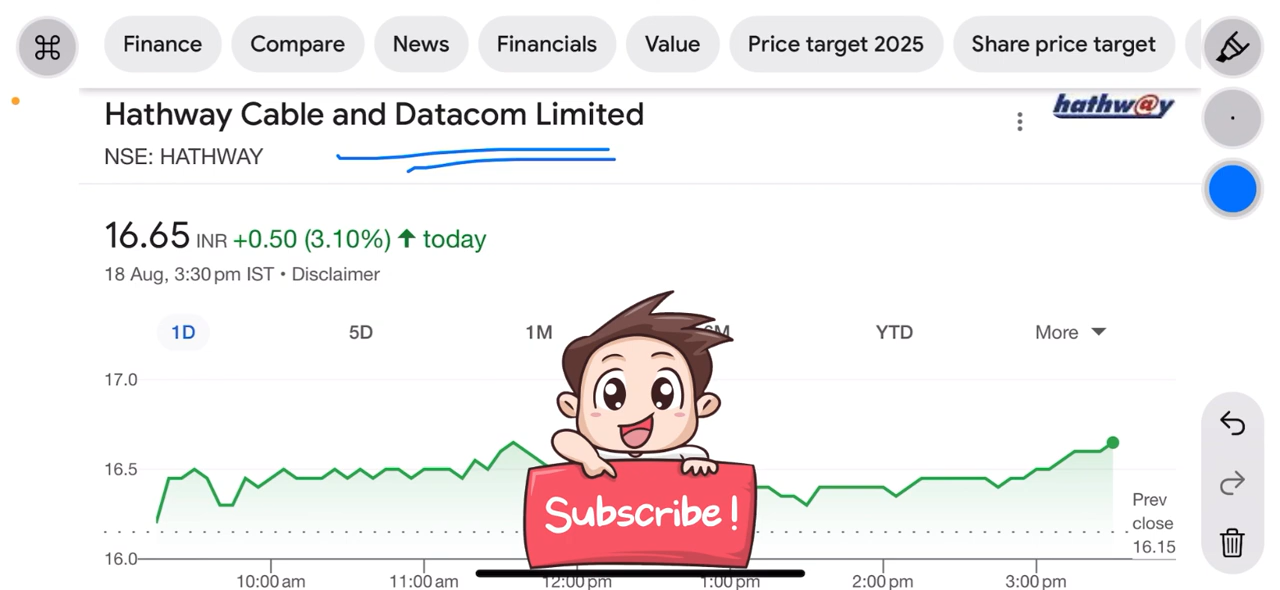 Finance Compare News Financials Value Price target 2025 Share price target
Hathway Cable and Datacom Limited
hathw@y
NSE: HATHWAY
16.65 INR +0.50 (3.10%) ↑ today
18 Aug, 3:30 pm IST • Disclaimer
1D 5D 1M 6M YTD More
17.0
16.5
Subscribe!
Prev
close
16.15
16.0
10:00 am 11:00 am 12:00 pm 1:00 pm 2:00 pm 3:00 pm